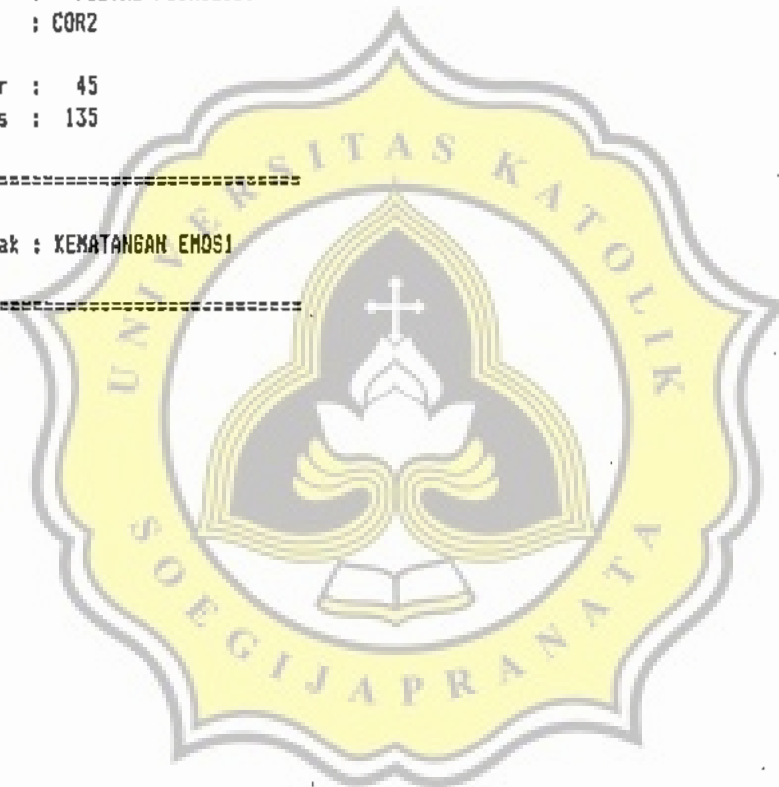 : COR2
r : 45
s : 135
===============================
ak : KEMATANGAN EMOSI
===============================
UNIVERSITAS KATOLIK
SOEGIJAPRANATA